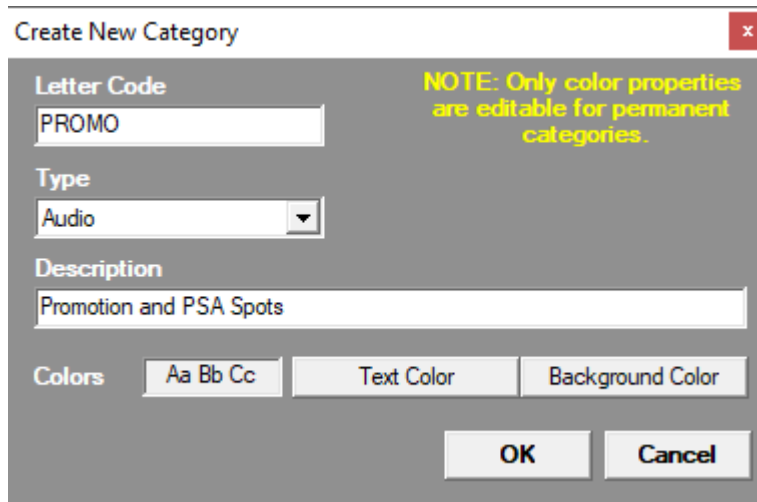 Create New Category
x
Letter Code
NOTE: Only color properties
are editable for permanent
categories.
PROMO
Type
Audio
Description
Promotion and PSA Spots
Colors
Aa Bb Cc
Text Color
Background Color
OK
Cancel